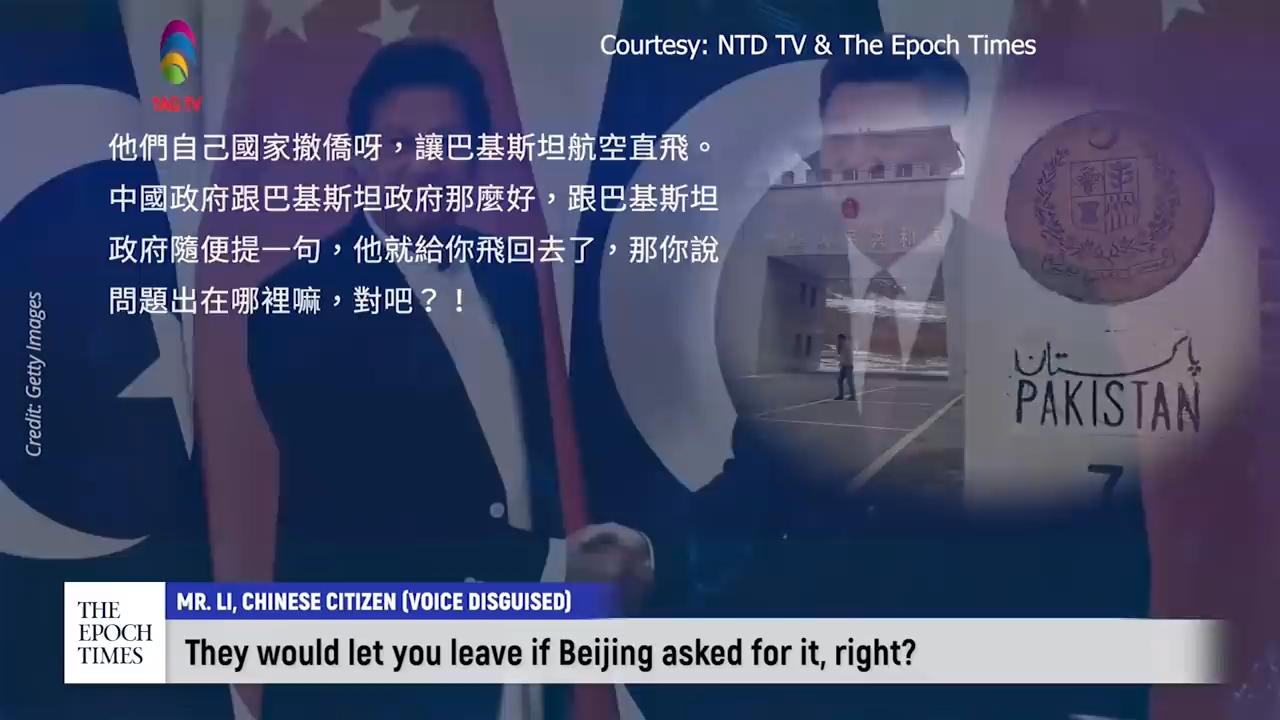 Courtesy: NTD TV & The Epoch Times
TAG TV
他們自己國家撤僑呀，讓巴基斯坦航空直飛。
中國政府跟巴基斯坦政府那麼好，跟巴基斯坦
政府隨便提一句，他就給你飛回去了，那你說
問題出在哪裡嘛，對吧？！
Credit: Getty Images
پاکستان
PAKISTAN
7
THE
EPOCH
TIMES
MR. LI, CHINESE CITIZEN (VOICE DISGUISED)
They would let you leave if Beijing asked for it, right?